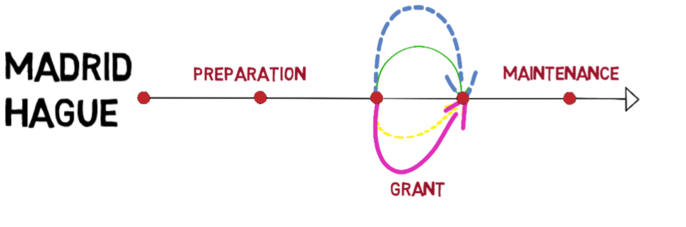 MADRID
HAGUE
PREPARATION
MAINTENANCE
GRANT